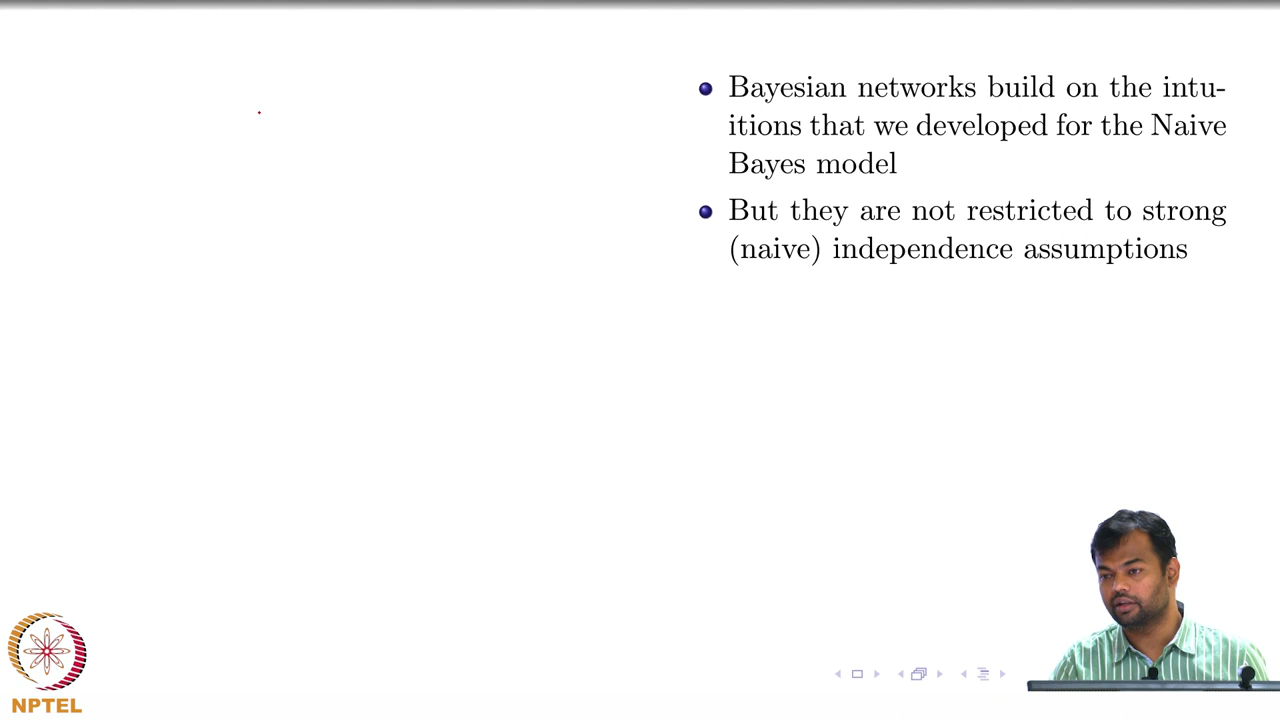 Bayesian networks build on the intu-
itions that we developed for the Naive
Bayes model
But they are not restricted to strong
(naive) independence assumptions
NPTEL